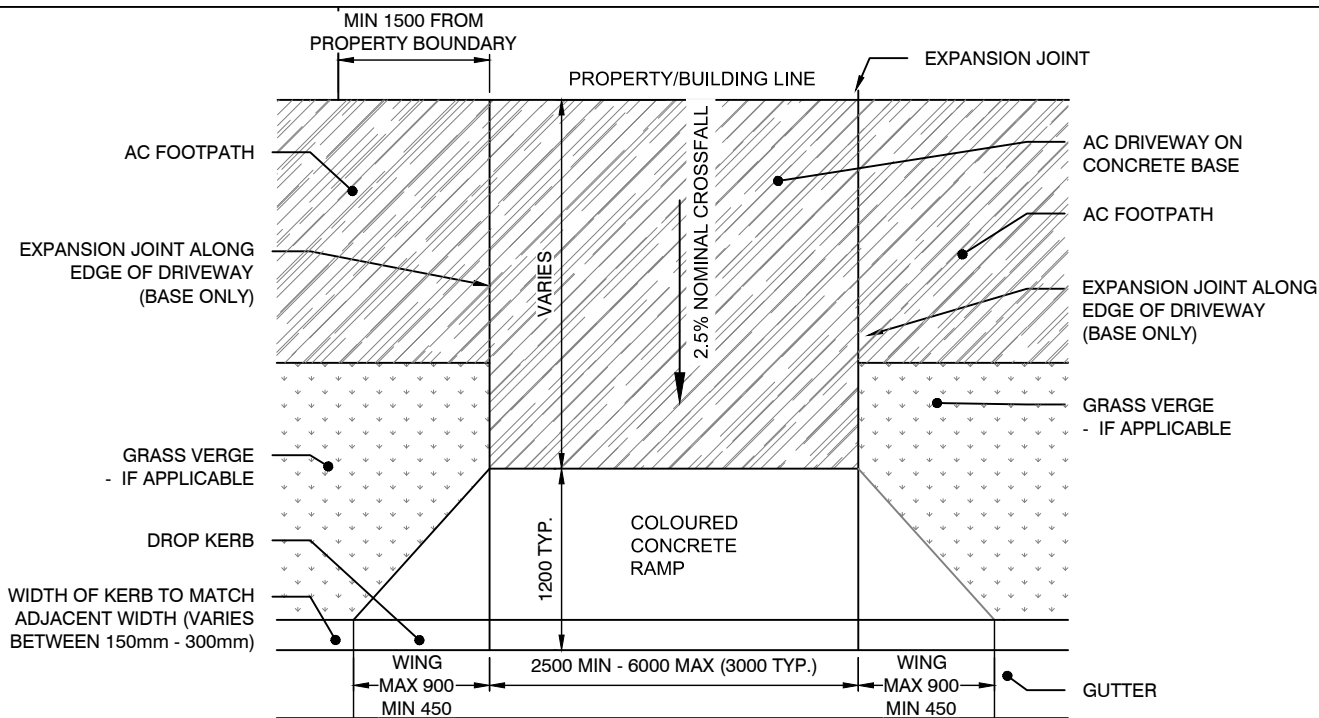 MIN 1500 FROM
PROPERTY BOUNDARY
PROPERTY/BUILDING LINE
EXPANSION JOINT
AC FOOTPATH
EXPANSION JOINT ALONG
EDGE OF DRIVEWAY
(BASE ONLY)
VARIES
2.5% NOMINAL CROSSFALL
AC DRIVEWAY ON
CONCRETE BASE
AC FOOTPATH
EXPANSION JOINT ALONG
EDGE OF DRIVEWAY
(BASE ONLY)
GRASS VERGE
- IF APPLICABLE
GRASS VERGE
- IF APPLICABLE
DROP KERB
WIDTH OF KERB TO MATCH
ADJACENT WIDTH (VARIES
BETWEEN 150mm - 300mm)
1200 TYP.
COLOURED
CONCRETE
RAMP
WING
MAX 900
MIN 450
2500 MIN - 6000 MAX (3000 TYP.)
WING
MAX 900
MIN 450
GUTTER